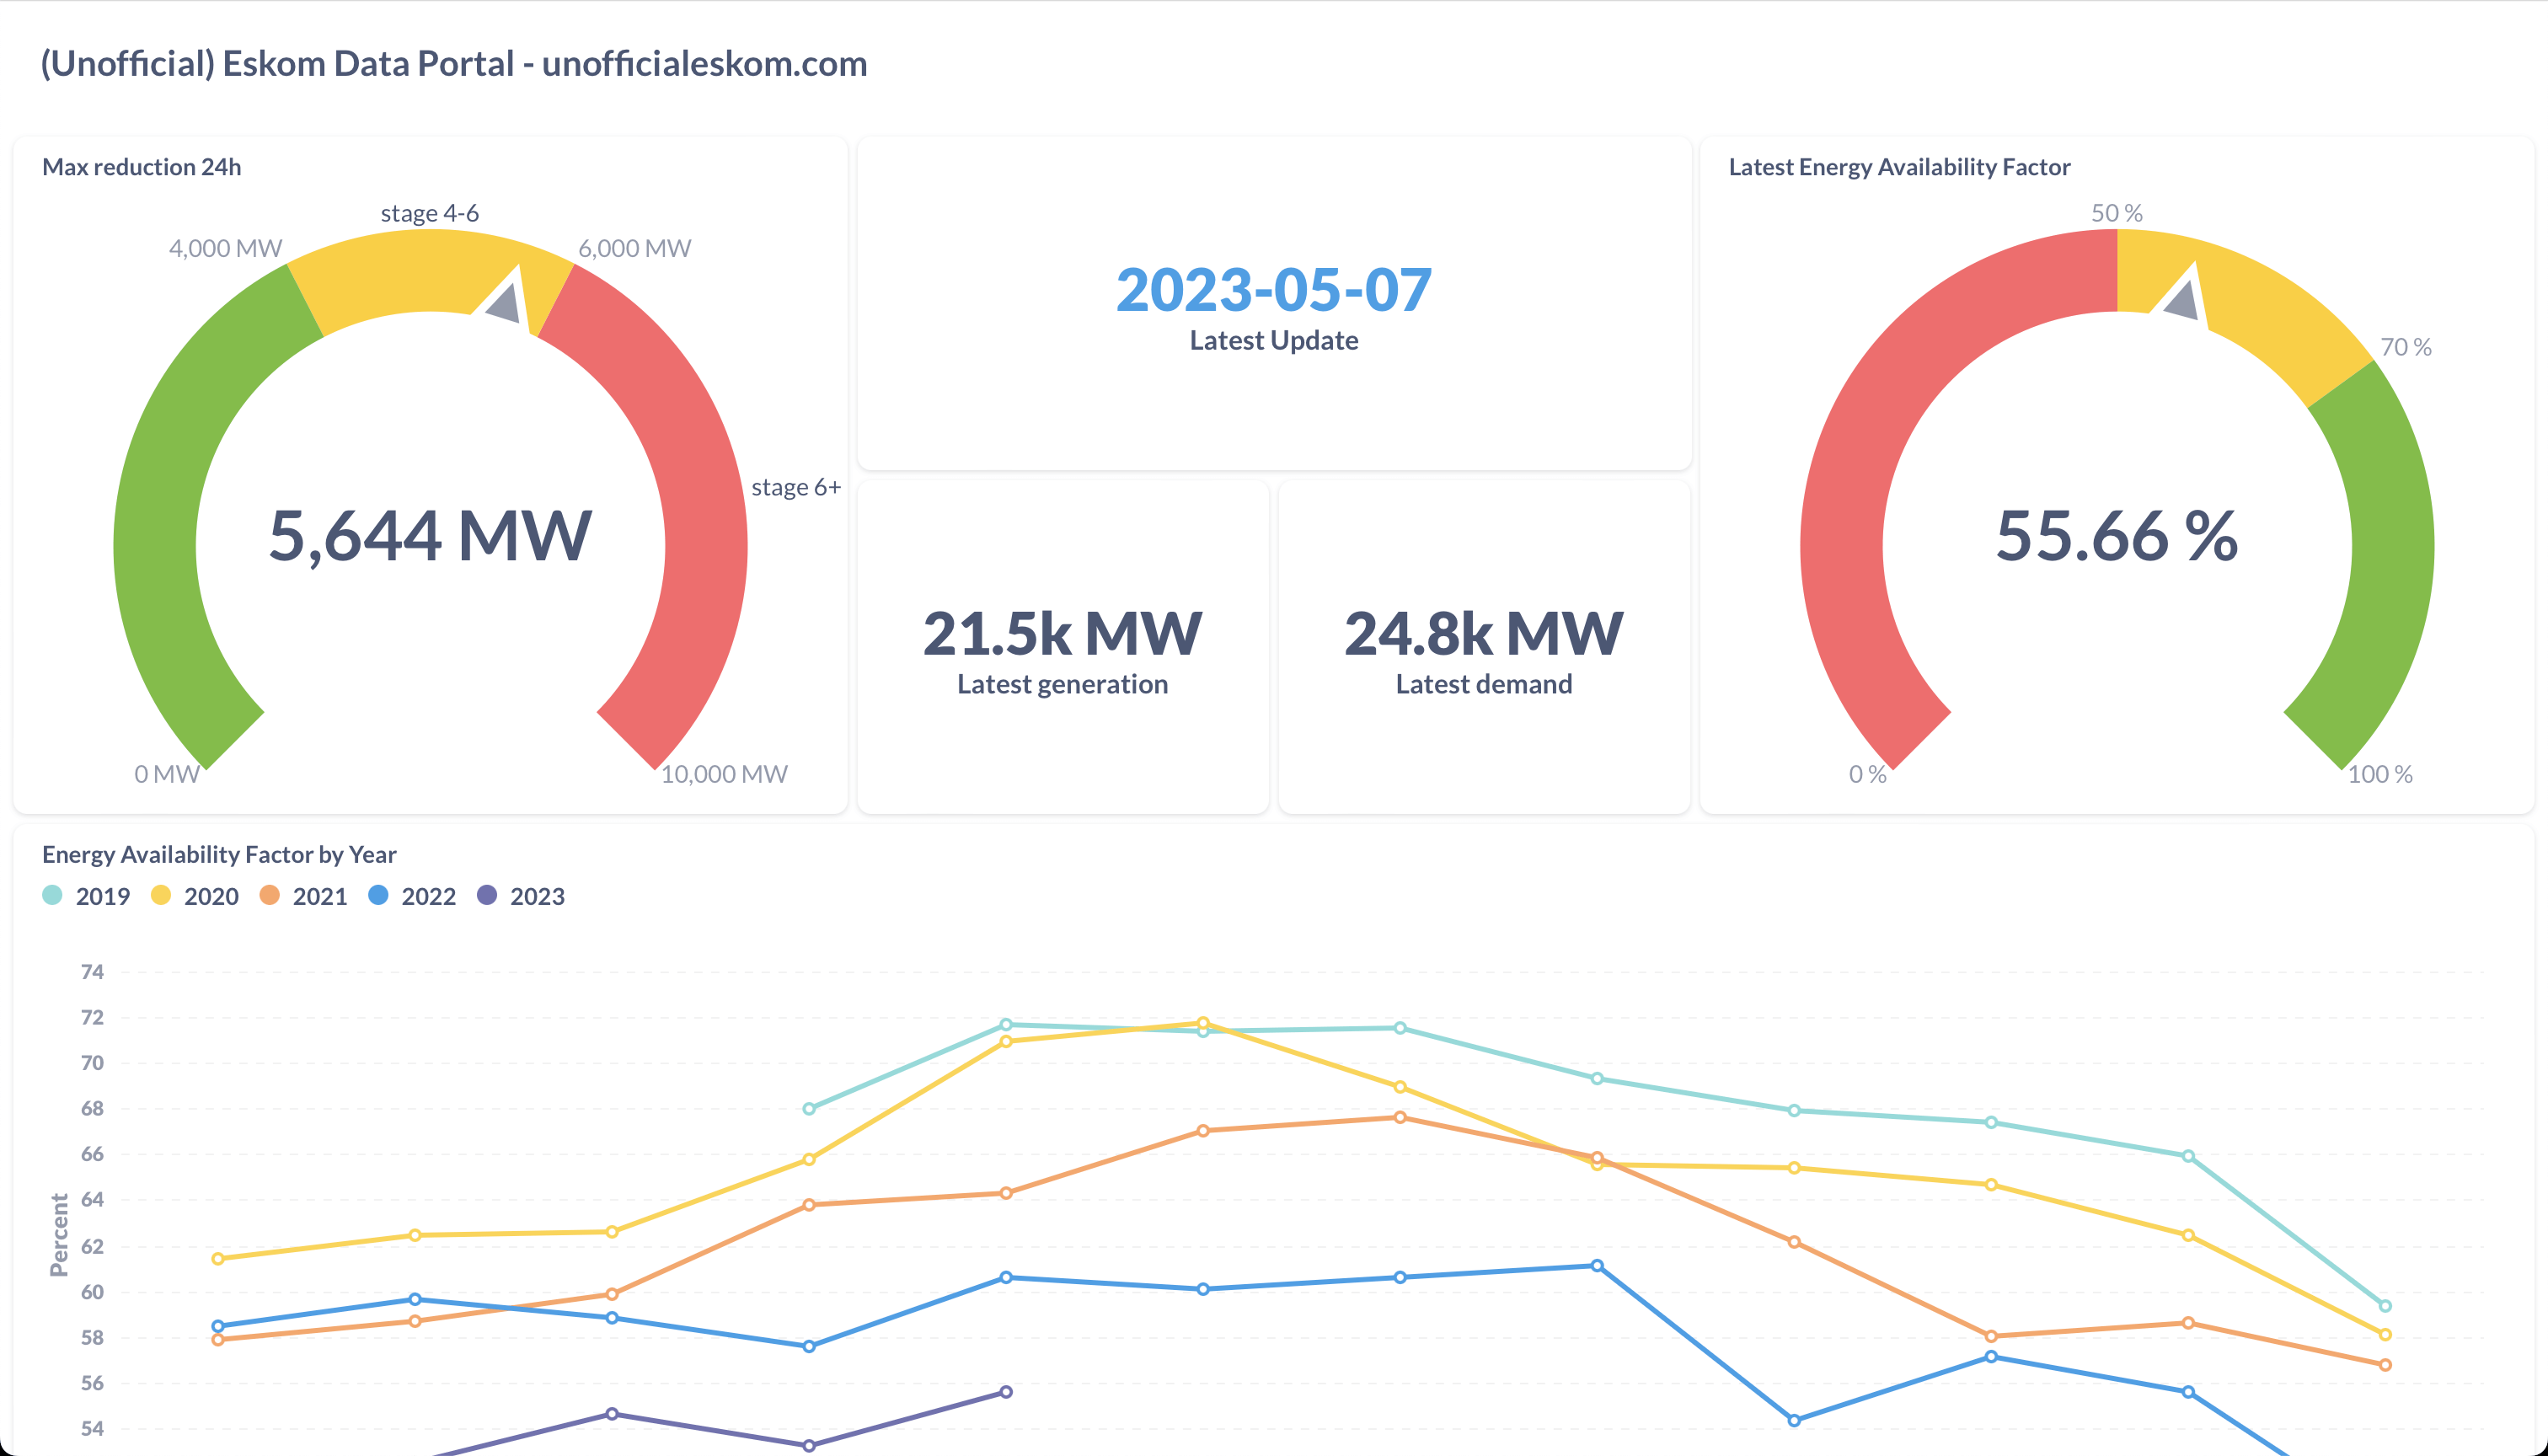 (Unofficial) Eskom Data Portal - unofficialeskom.com
Max reduction 24h
stage 4-6
4,000 MW
6,000 MW
stage 6+
5,644 MW
0 MW
10,000 MW
2023-05-07
Latest Update
21.5k MW
Latest generation
24.8k MW
Latest demand
Latest Energy Availability Factor
50 %
70 %
55.66 %
0 %
100 %
Energy Availability Factor by Year
2019 2020 2021 2022 2023
74
72
70
68
66
64
62
60
58
56
54
Percent